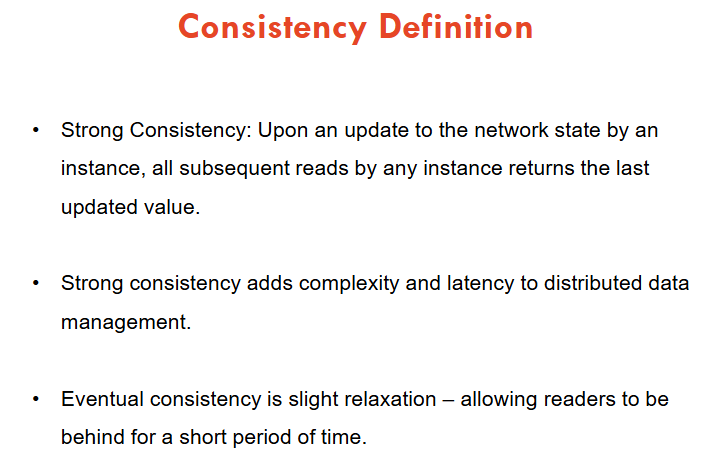 Consistency Definition
• Strong Consistency: Upon an update to the network state by an
instance, all subsequent reads by any instance returns the last
updated value.
• Strong consistency adds complexity and latency to distributed data
management.
• Eventual consistency is slight relaxation – allowing readers to be
behind for a short period of time.